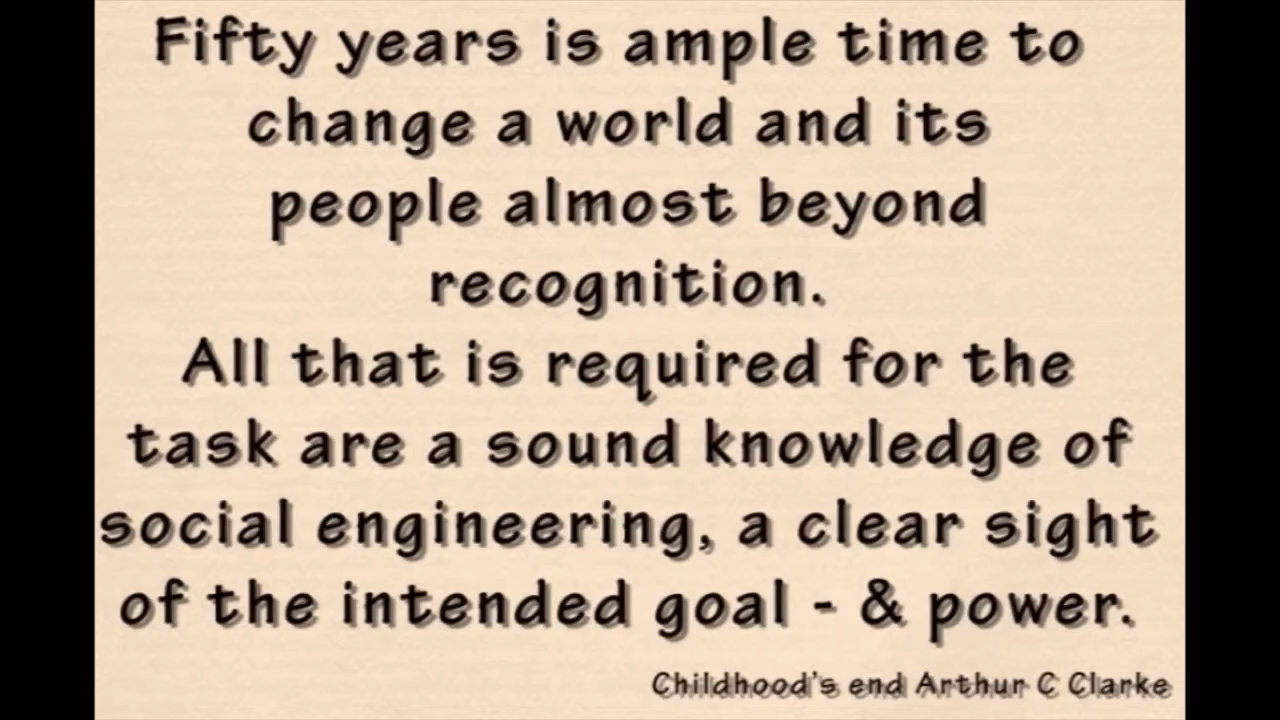 Fifty years is ample time to
change a world and its
people almost beyond
recognition.
All that is required for the
task are a sound knowledge of
social engineering, a clear sight
of the intended goal - & power.
Childhood's end Arthur C Clarke